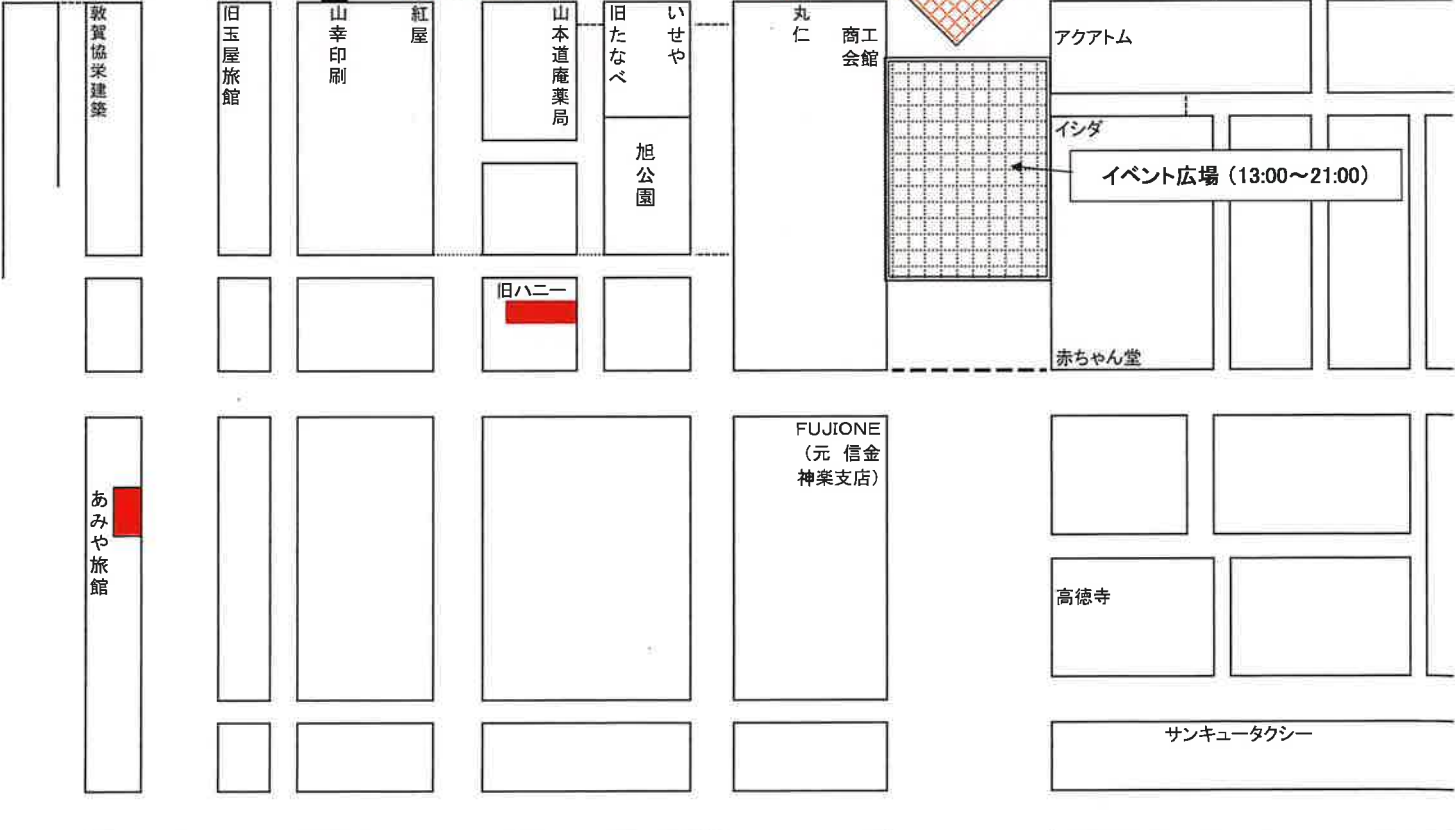 敦賀協栄建築
旧玉屋旅館
山幸印刷
紅屋
山本道庵薬局
旧たなべ
いせや
丸仁
商工
会館
アクアトム
イシダ
旭公園
イベント広場（13:00～21:00）
旧ハニー
赤ちゃん堂
FUJIONE
（元 信金
神楽支店）
あみや旅館
高徳寺
サンキュータクシー